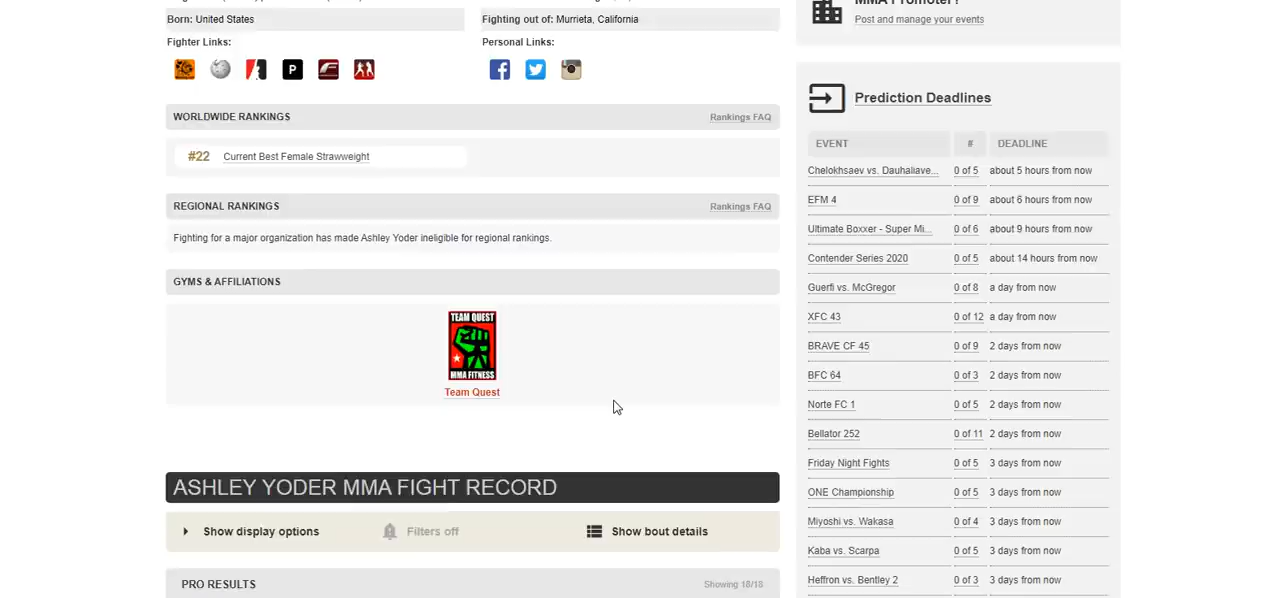 MMA Promoter?
Post and manage your events
Born: United States
Fighting out of: Murrieta, California
Fighter Links:
Personal Links:
P
WORLDWIDE RANKINGS
Rankings FAQ
#22 Current Best Female Strawweight
REGIONAL RANKINGS
Rankings FAQ
Fighting for a major organization has made Ashley Yoder ineligible for regional rankings.
GYMS & AFFILIATIONS
TEAM QUEST
MMA FITNESS
Team Quest
ASHLEY YODER MMA FIGHT RECORD
Show display options
Filters off
Show bout details
PRO RESULTS
Showing 18/18
Prediction Deadlines
EVENT # DEADLINE
Chelokhsaev vs. Dauhaliave... 0 of 5 about 5 hours from now
EFM 4 0 of 9 about 6 hours from now
Ultimate Boxxer - Super Mi... 0 of 6 about 9 hours from now
Contender Series 2020 0 of 5 about 14 hours from now
Guerfi vs. McGregor 0 of 8 a day from now
XFC 43 0 of 12 a day from now
BRAVE CF 45 0 of 9 2 days from now
BFC 64 0 of 3 2 days from now
Norte FC 1 0 of 5 2 days from now
Bellator 252 0 of 11 2 days from now
Friday Night Fights 0 of 5 3 days from now
ONE Championship 0 of 5 3 days from now
Miyoshi vs. Wakasa 0 of 4 3 days from now
Kaba vs. Scarpa 0 of 5 3 days from now
Heffron vs. Bentley 2 0 of 3 3 days from now